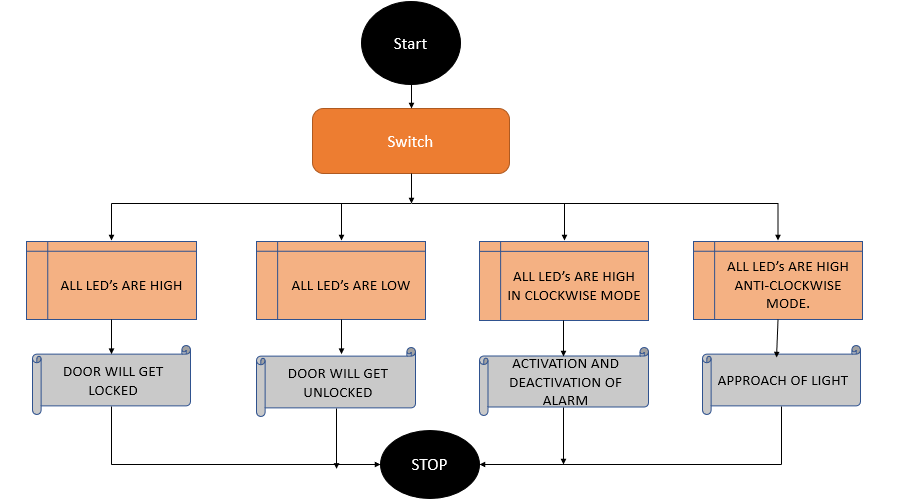 Start
Switch
ALL LED’s ARE HIGH
ALL LED’s ARE LOW
ALL LED’s ARE HIGH
IN CLOCKWISE MODE
ALL LED’s ARE HIGH
ANTI-CLOCKWISE
MODE.
DOOR WILL GET
LOCKED
DOOR WILL GET
UNLOCKED
ACTIVATION AND
DEACTIVATION OF
ALARM
APPROACH OF LIGHT
STOP